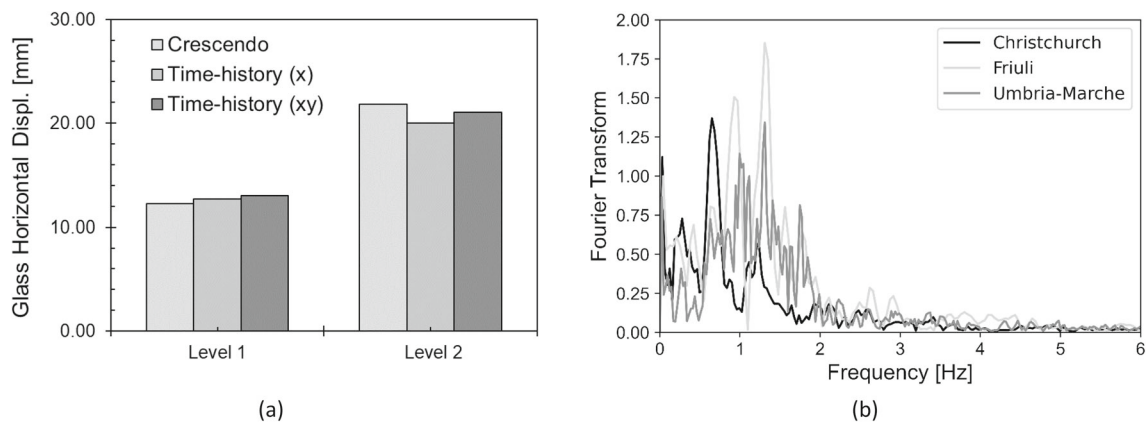 30.00
20.00
10.00
0.00
Glass Horizontal Displ. [mm]
Crescendo
Time-history (x)
Time-history (xy)
Level 1
Level 2
(a)
2.00
1.75
1.50
1.25
1.00
0.75
0.50
0.25
0.00
Fourier Transform
Christchurch
Friuli
Umbria-Marche
0
1
2
3
4
5
6
Frequency [Hz]
(b)